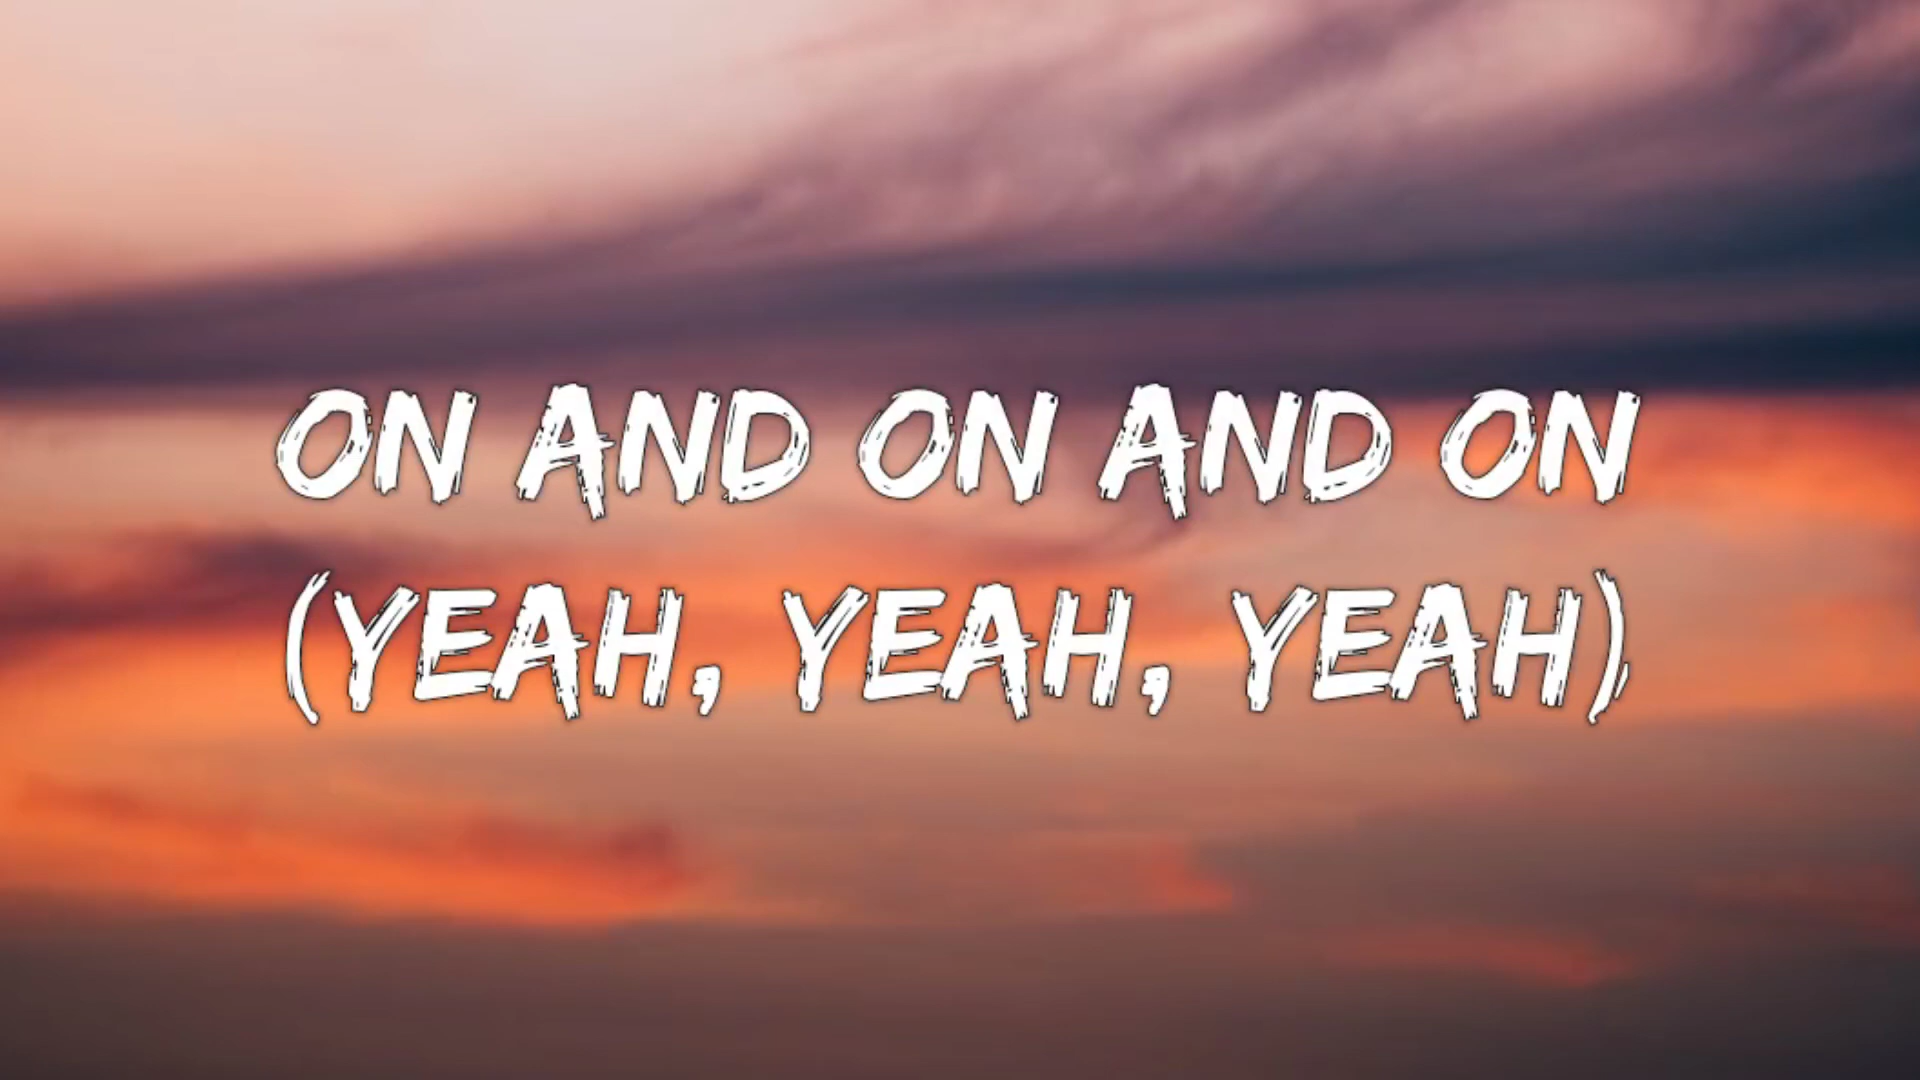 ON AND ON AND ON
(YEAH, YEAH, YEAH)